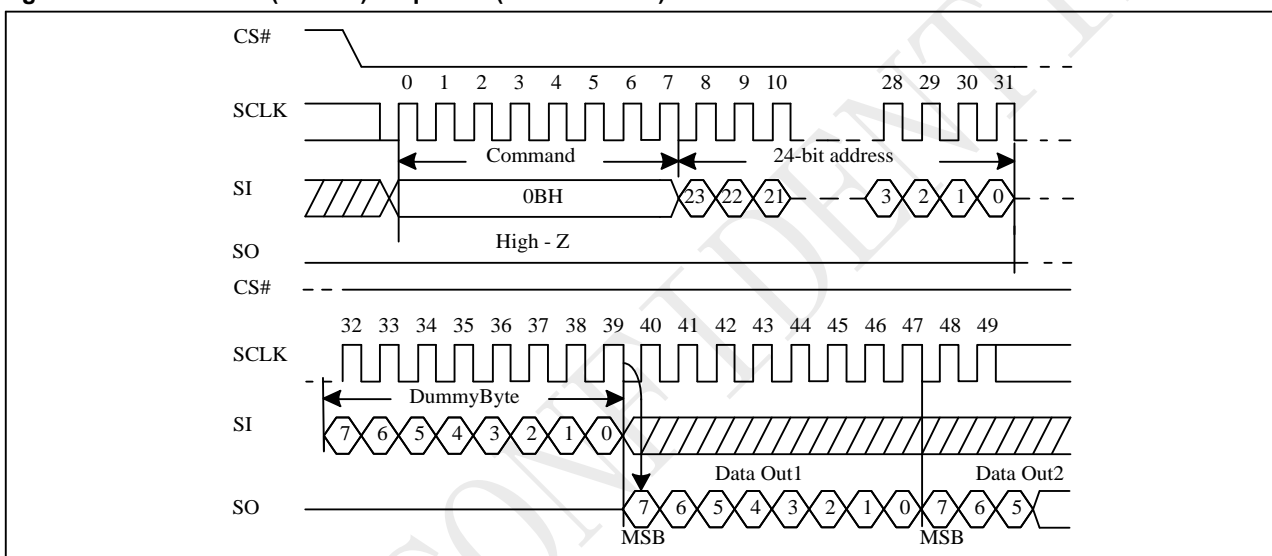 CS#
0 1 2 3 4 5 6 7 8 9 10 28 29 30 31
SCLK
Command 24-bit address
SI 0BH 23 22 21 3 2 1 0
High - Z
SO
CS#
32 33 34 35 36 37 38 39 40 41 42 43 44 45 46 47 48 49
SCLK
DummyByte
SI 7 6 5 4 3 2 1 0
Data Out1 Data Out2
SO 7 6 5 4 3 2 1 0 7 6 5
MSB MSB